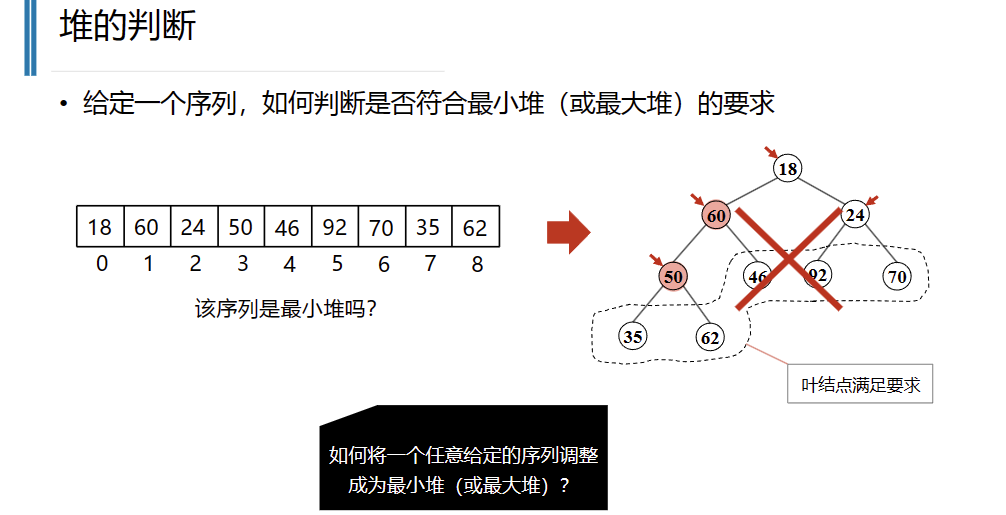 堆的判断
• 给定一个序列，如何判断是否符合最小堆（或最大堆）的要求
18 60 24 50 46 92 70 35 62
0 1 2 3 4 5 6 7 8
该序列是最小堆吗？
18
60 24
50 46 92 70
35 62
叶结点满足要求
如何将一个任意给定的序列调整
成为最小堆（或最大堆）？